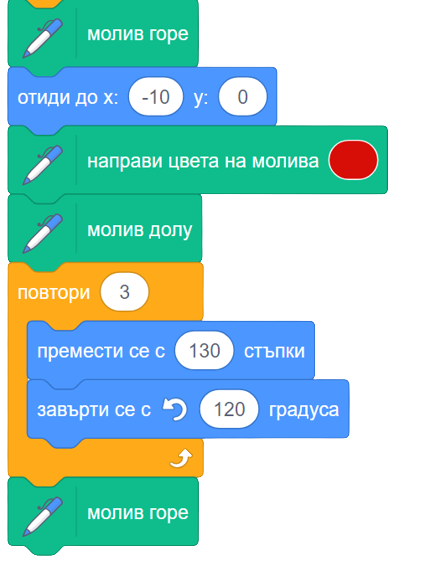 молив горе
отиди до x: -10 y: 0
направи цвета на молива
молив долу
повтори 3
премести се с 130 стъпки
завърти се с 120 градуса
молив горе